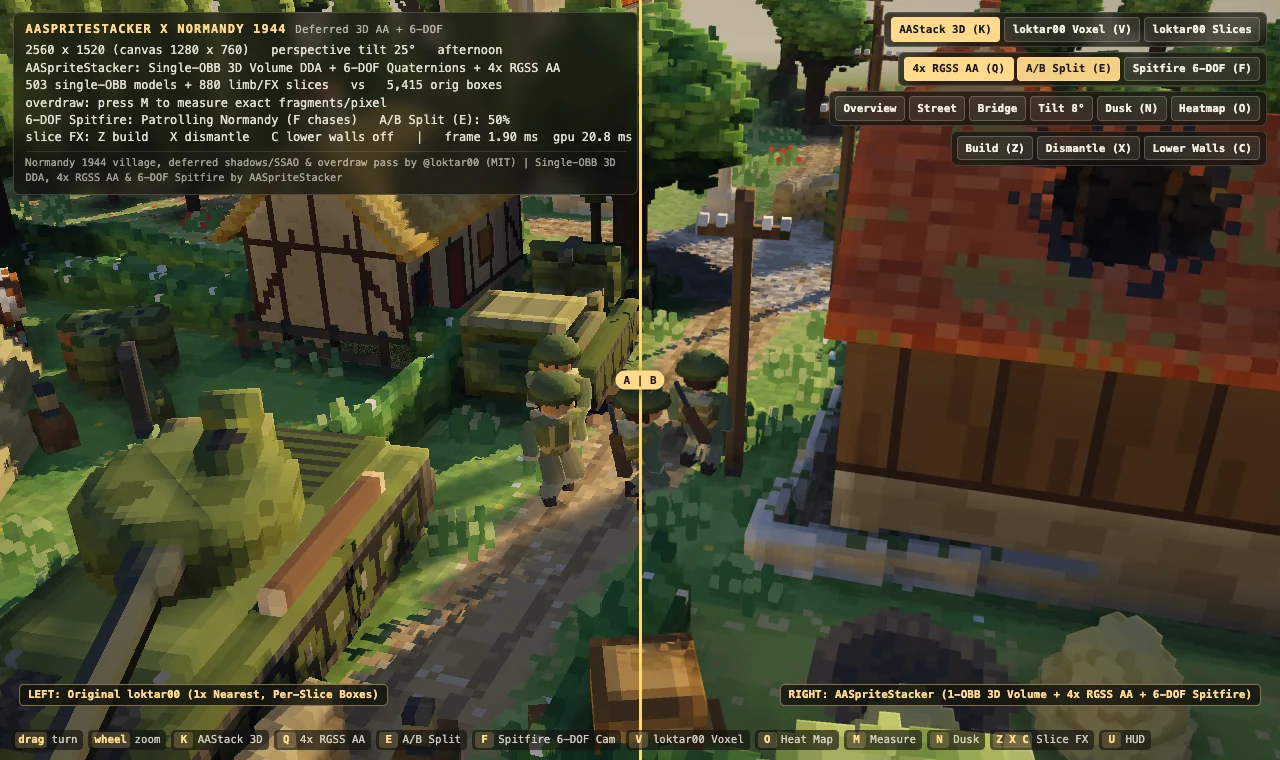 AASPRITESTACKER X NORMANDY 1944 Deferred 3D AA + 6-DOF
2560 x 1520 (canvas 1280 x 760) perspective tilt 25° afternoon
AASpriteStacker: Single-OBB 3D Volume DDA + 6-DOF Quaternions + 4x RGSS AA
503 single-OBB models + 880 limb/FX slices vs 5,415 orig boxes
overdraw: press M to measure exact fragments/pixel
6-DOF Spitfire: Patrolling Normandy (F chases) A/B Split (E): 50%
slice FX: Z build X dismantle C lower walls off | frame 1.90 ms gpu 20.8 ms
Normandy 1944 village, deferred shadows/SSAO & overdraw pass by @loktar00 (MIT) | Single-OBB 3D
DDA, 4x RGSS AA & 6-DOF Spitfire by AASpriteStacker
AAStack 3D (K) loktar00 Voxel (V) loktar00 Slices
4x RGSS AA (Q) A/B Split (E) Spitfire 6-DOF (F)
Overview Street Bridge Tilt 8° Dusk (N) Heatmap (O)
Build (Z) Dismantle (X) Lower Walls (C)
A | B
LEFT: Original loktar00 (1x Nearest, Per-Slice Boxes)
RIGHT: AASpriteStacker (1-OBB 3D Volume + 4x RGSS AA + 6-DOF Spitfire)
drag turn wheel zoom K AAStack 3D Q 4x RGSS AA E A/B Split F Spitfire 6-DOF Cam V loktar00 Voxel O Heat Map M Measure N Dusk Z X C Slice FX U HUD